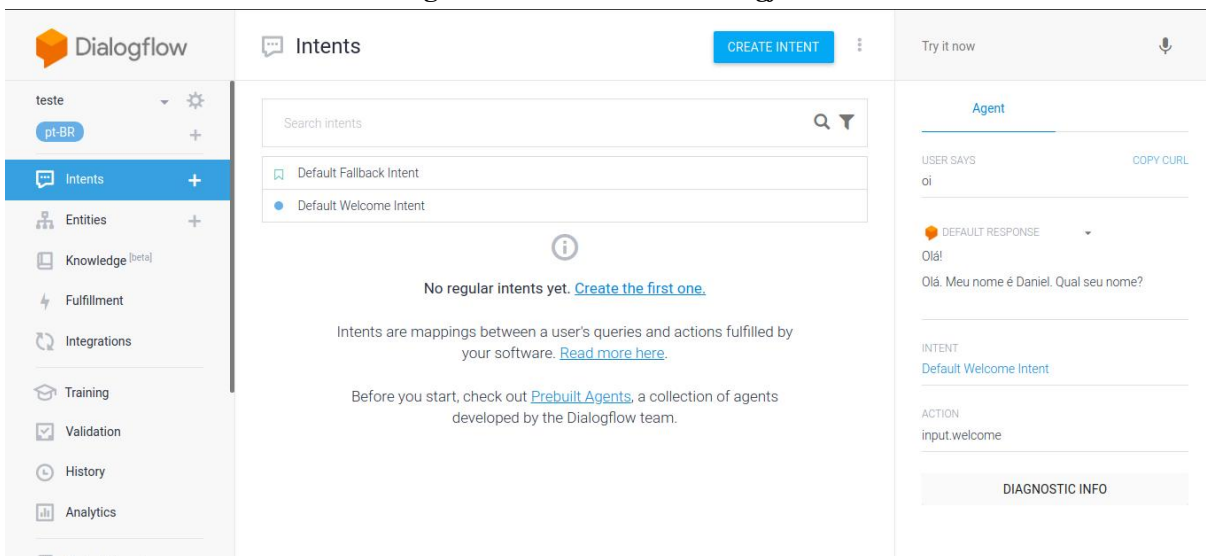 Dialogflow
teste
pt-BR
Intents
Entities
Knowledge [beta]
Fulfillment
Integrations
Training
Validation
History
Analytics
Intents
CREATE INTENT
Search intents
Default Fallback Intent
Default Welcome Intent
No regular intents yet. Create the first one.
Intents are mappings between a user's queries and actions fulfilled by
your software. Read more here.
Before you start, check out Prebuilt Agents, a collection of agents
developed by the Dialogflow team.
Try it now
Agent
USER SAYS COPY CURL
oi
DEFAULT RESPONSE
Olá!
Olá. Meu nome é Daniel. Qual seu nome?
INTENT
Default Welcome Intent
ACTION
input.welcome
DIAGNOSTIC INFO